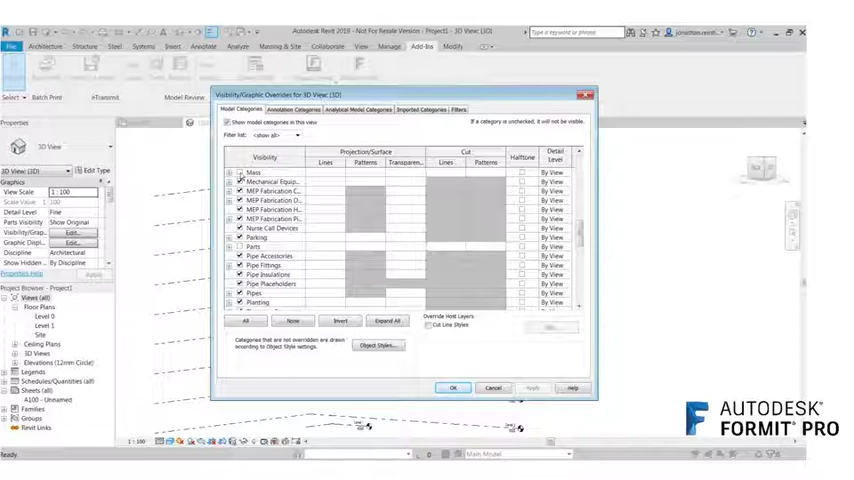 Autodesk Revit 2019 - Not For Resale Version - Project1 - 3D View: {3D}
Type a keyword or phrase
File Architecture Structure Steel Systems Insert Annotate Analyze Massing & Site Collaborate View Manage Add-Ins Modify
Select Batch Print eTransmit Model Review
Properties
3D View
3D View: {3D} Edit Type
Graphics
View Scale 1 : 100
Scale Value 1: 100
Detail Level Fine
Parts Visibility Show Original
Visibility/Grap... Edit...
Graphic Displ... Edit...
Discipline Architectural
Show Hidden ... By Discipline
Properties Help Apply
Project Browser - Project1
Views (all)
Floor Plans
Level 0
Level 1
Site
Ceiling Plans
3D Views
Elevations (12mm Circle)
Legends
Schedules/Quantities (all)
Sheets (all)
A100 - Unnamed
Families
Groups
Revit Links
Visibility/Graphic Overrides for 3D View: {3D}
Model Categories Annotation Categories Analytical Model Categories Imported Categories Filters
Show model categories in this view If a category is unchecked, it will not be visible.
Filter list: <show all>
Visibility Projection/Surface Cut Halftone Detail Level
Lines Patterns Transparen... Lines Patterns
Mass By View
Mechanical Equip... By View
MEP Fabrication C... By View
MEP Fabrication D... By View
MEP Fabrication H... By View
MEP Fabrication Pi... By View
Nurse Call Devices By View
Parking By View
Parts By View
Pipe Accessories By View
Pipe Fittings By View
Pipe Insulations By View
Pipe Placeholders By View
Pipes By View
Planting By View
All None Invert Expand All
Override Host Layers
Cut Line Styles
Categories that are not overridden are drawn
according to Object Style settings.
Object Styles...
OK Cancel Apply Help
1 : 100
Ready
Main Model
AUTODESK®
FORMIT® PRO